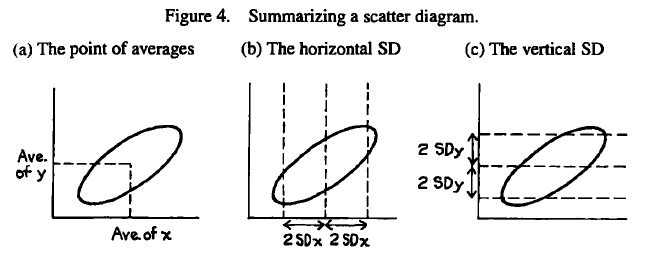 Figure 4. Summarizing a scatter diagram.
(a) The point of averages
(b) The horizontal SD
(c) The vertical SD
Ave.
of y
Ave. of x
2 SDx 2 SDx
2 SDy
2 SDy